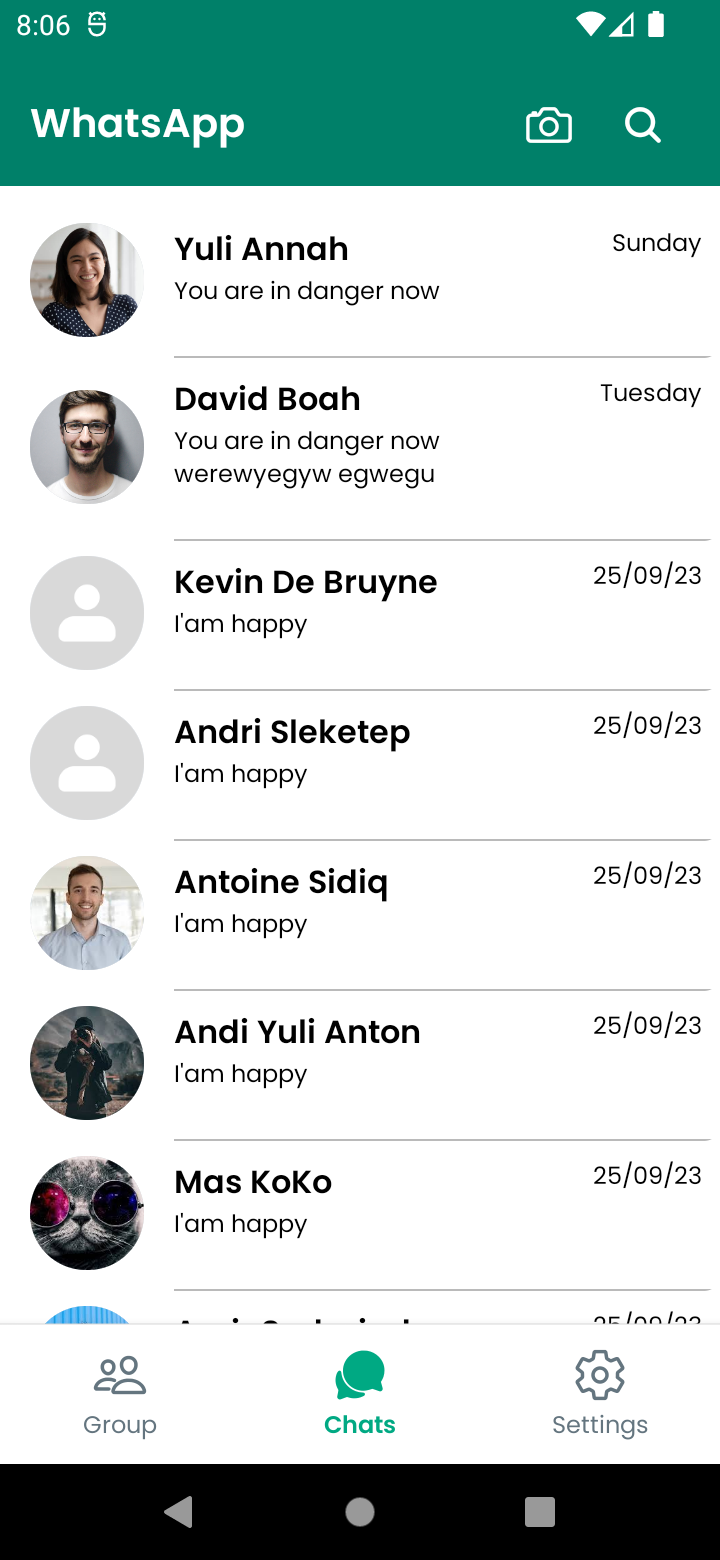 8:06
WhatsApp
Yuli Annah
Sunday
You are in danger now
David Boah
Tuesday
You are in danger now
werewyegyw egwegu
Kevin De Bruyne
25/09/23
I'am happy
Andri Sleketep
25/09/23
I'am happy
Antoine Sidiq
25/09/23
I'am happy
Andi Yuli Anton
25/09/23
I'am happy
Mas KoKo
25/09/23
I'am happy
25/09/23
Group
Chats
Settings